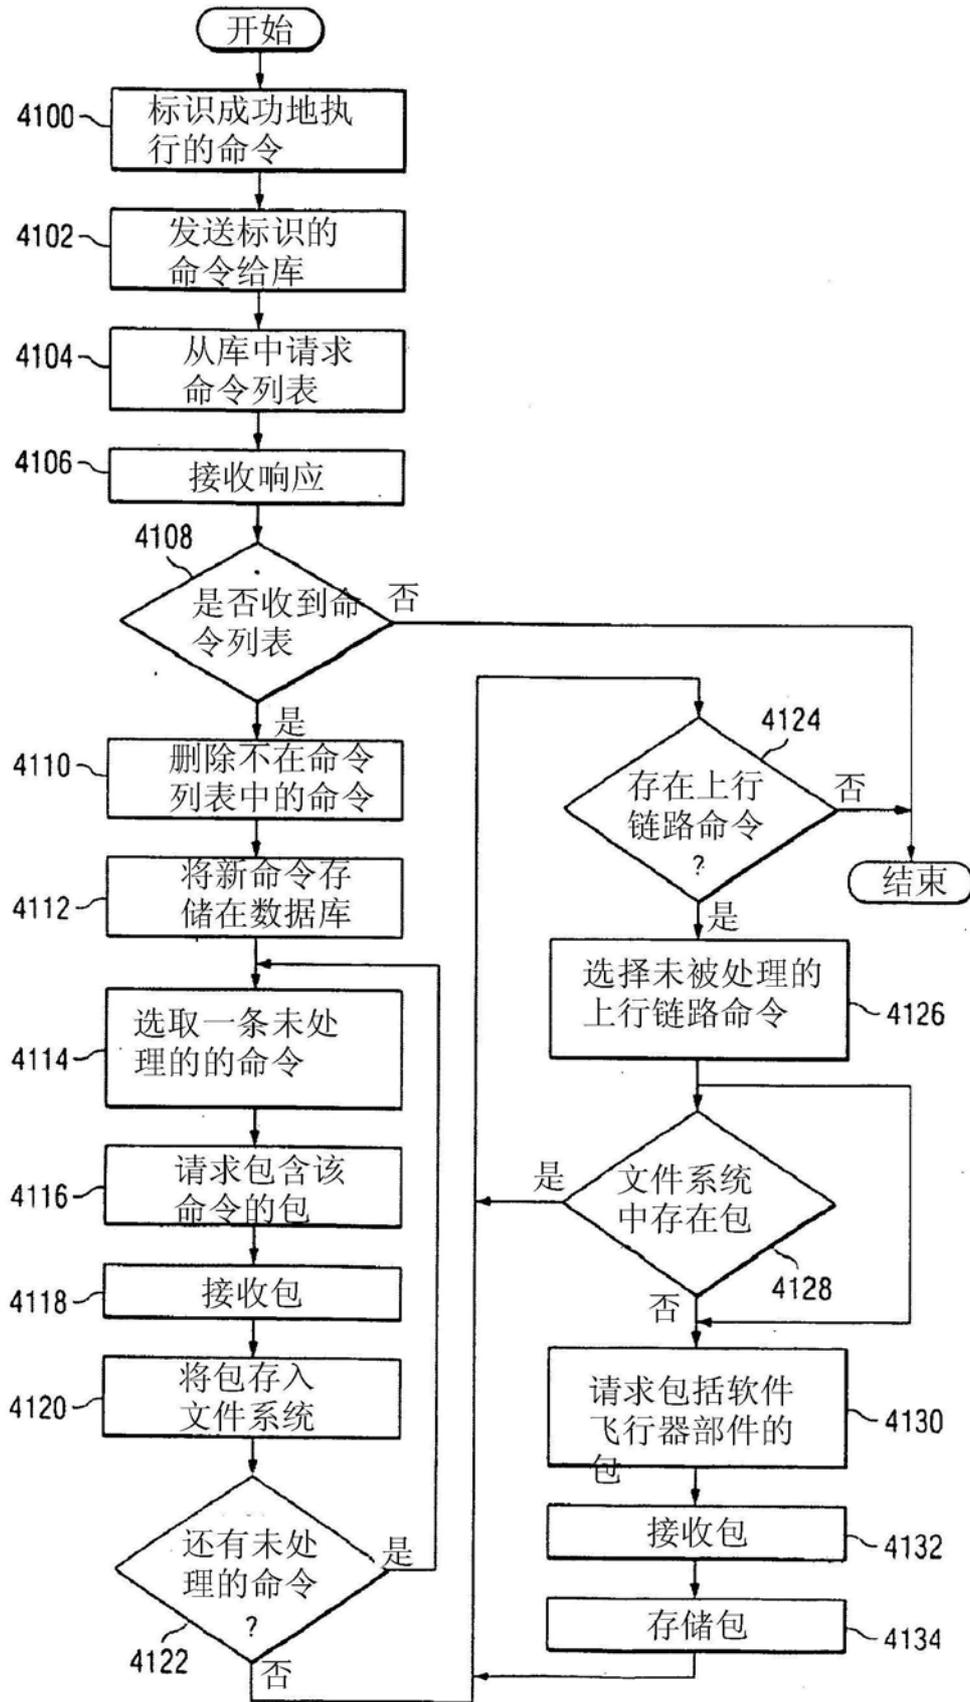 开始
4100
标识成功地执
行的命令
4102
发送标识的
命令给库
4104
从库中请求
命令列表
4106
接收响应
4108
是否收到命
令列表
否
是
4110
删除不在命令
列表中的命令
4112
将新命令存
储在数据库
4114
选取一条未处
理的的命令
4116
请求包含该
命令的包
4118
接收包
4120
将包存入
文件系统
还有未处
理的命令
?
是
4122
否
4124
存在上行
链路命令
?
否
结束
是
选择未被处理的
上行链路命令
4126
是
文件系统
中存在包
4128
否
请求包括软件
飞行器部件的
包
4130
接收包
4132
存储包
4134